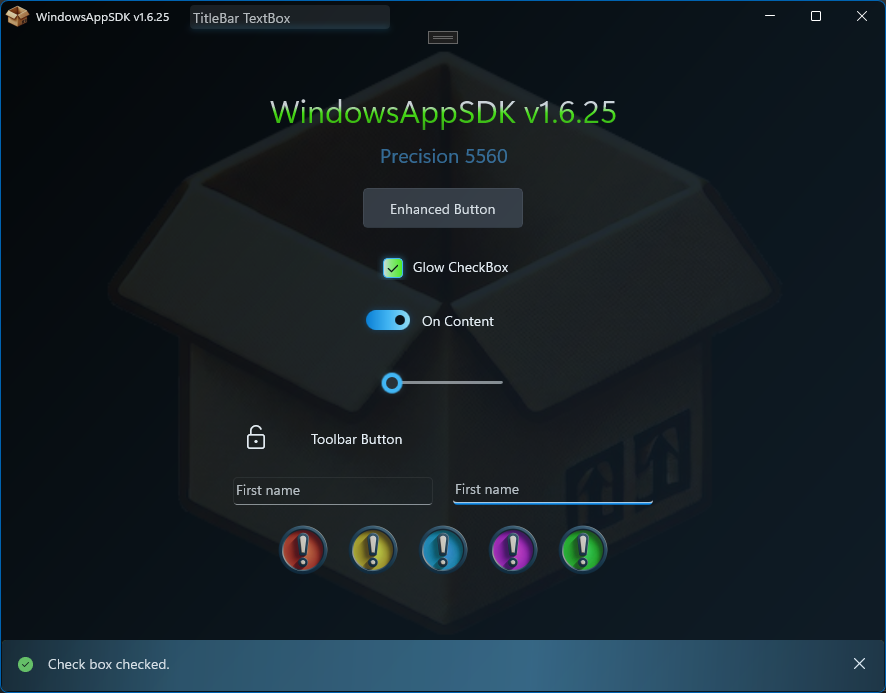 WindowsAppSDK v1.6.25
TitleBar TextBox
WindowsAppSDK v1.6.25
Precision 5560
Enhanced Button
Glow CheckBox
On Content
Toolbar Button
First name
First name
Check box checked.